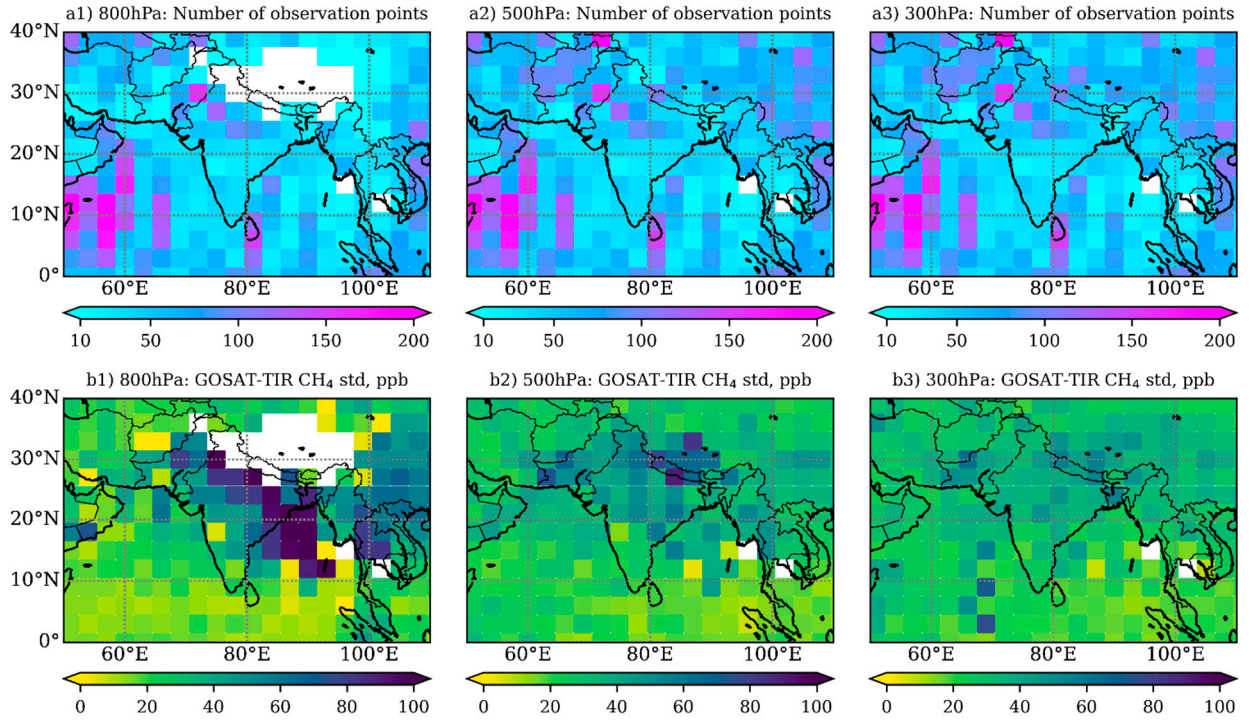 a1) 800hPa: Number of observation points
a2) 500hPa: Number of observation points
a3) 300hPa: Number of observation points
40°N
30°N
20°N
10°N
0°
60°E 80°E 100°E
60°E 80°E 100°E
60°E 80°E 100°E
10 50 100 150 200
10 50 100 150 200
10 50 100 150 200
b1) 800hPa: GOSAT-TIR CH₄ std, ppb
b2) 500hPa: GOSAT-TIR CH₄ std, ppb
b3) 300hPa: GOSAT-TIR CH₄ std, ppb
40°N
30°N
20°N
10°N
0°
60°E 80°E 100°E
60°E 80°E 100°E
60°E 80°E 100°E
0 20 40 60 80 100
0 20 40 60 80 100
0 20 40 60 80 100